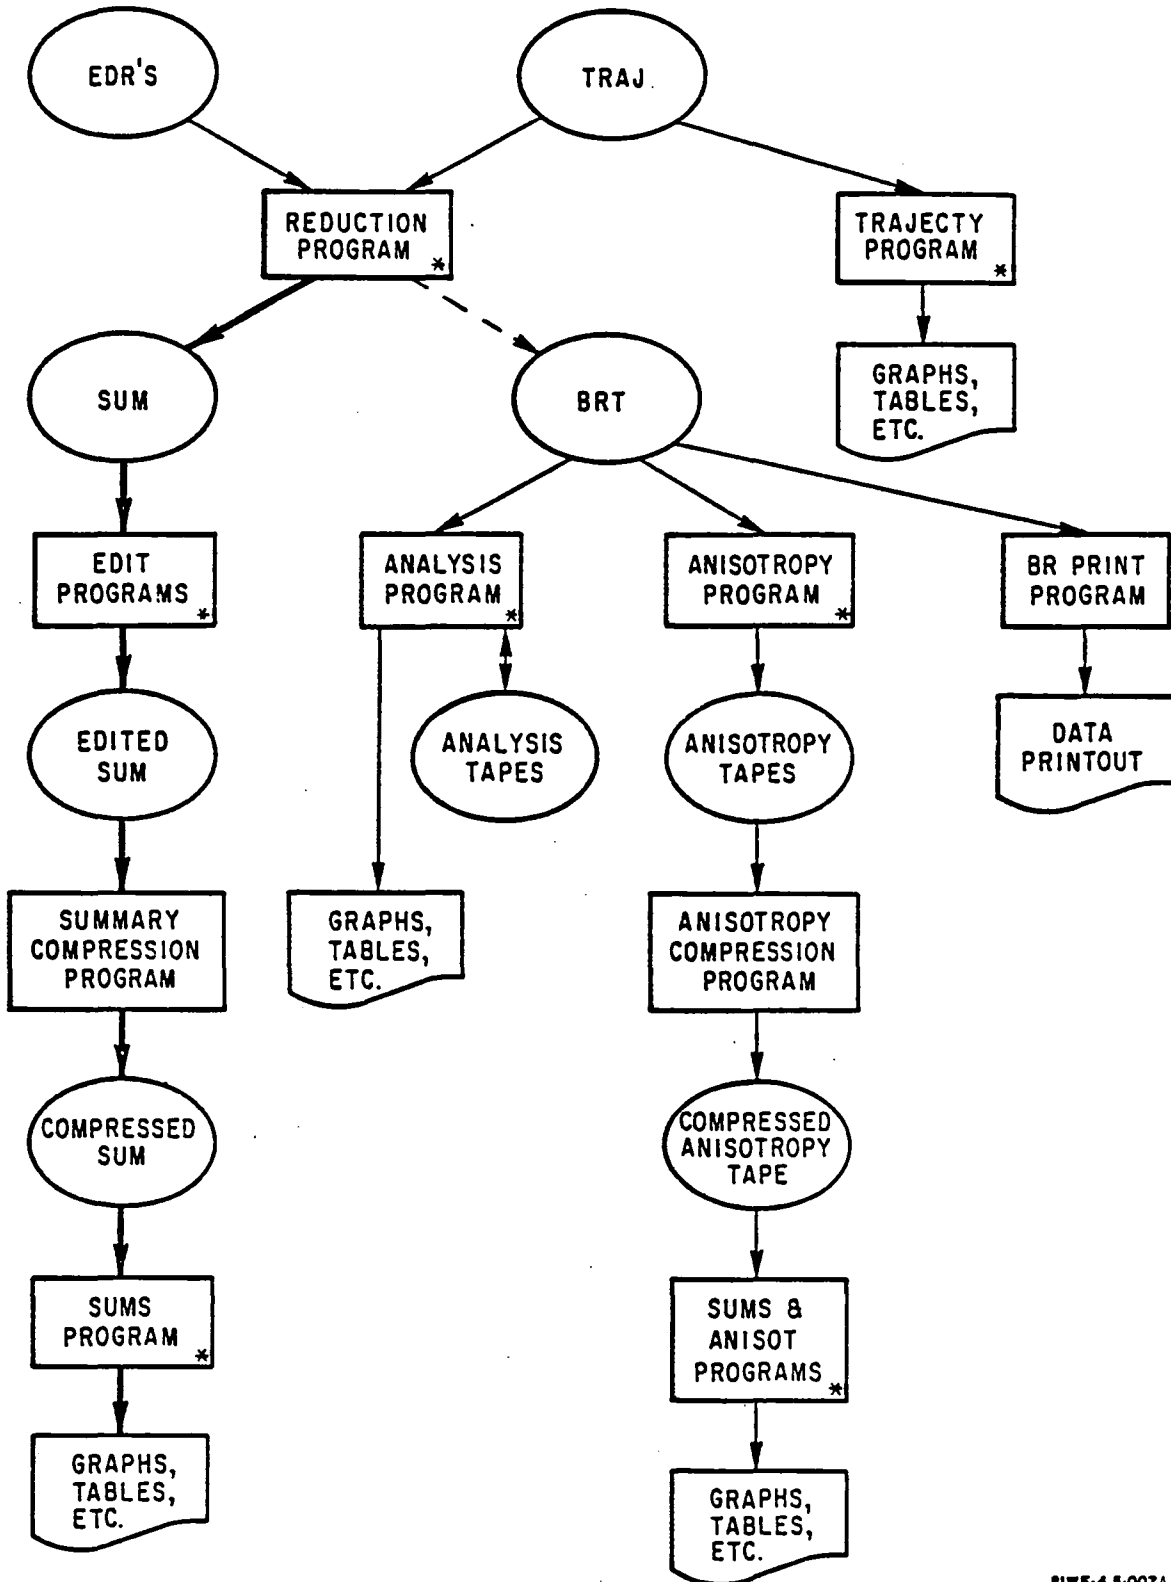 EDR'S
TRAJ.
REDUCTION
PROGRAM *
TRAJECTY
PROGRAM *
SUM
BRT
GRAPHS,
TABLES,
ETC.
EDIT
PROGRAMS *
ANALYSIS
PROGRAM *
ANISOTROPY
PROGRAM *
BR PRINT
PROGRAM
EDITED
SUM
ANALYSIS
TAPES
ANISOTROPY
TAPES
DATA
PRINTOUT
SUMMARY
COMPRESSION
PROGRAM
GRAPHS,
TABLES,
ETC.
ANISOTROPY
COMPRESSION
PROGRAM
COMPRESSED
SUM
COMPRESSED
ANISOTROPY
TAPE
SUMS
PROGRAM *
SUMS &
ANISOT
PROGRAMS *
GRAPHS,
TABLES,
ETC.
GRAPHS,
TABLES,
ETC.